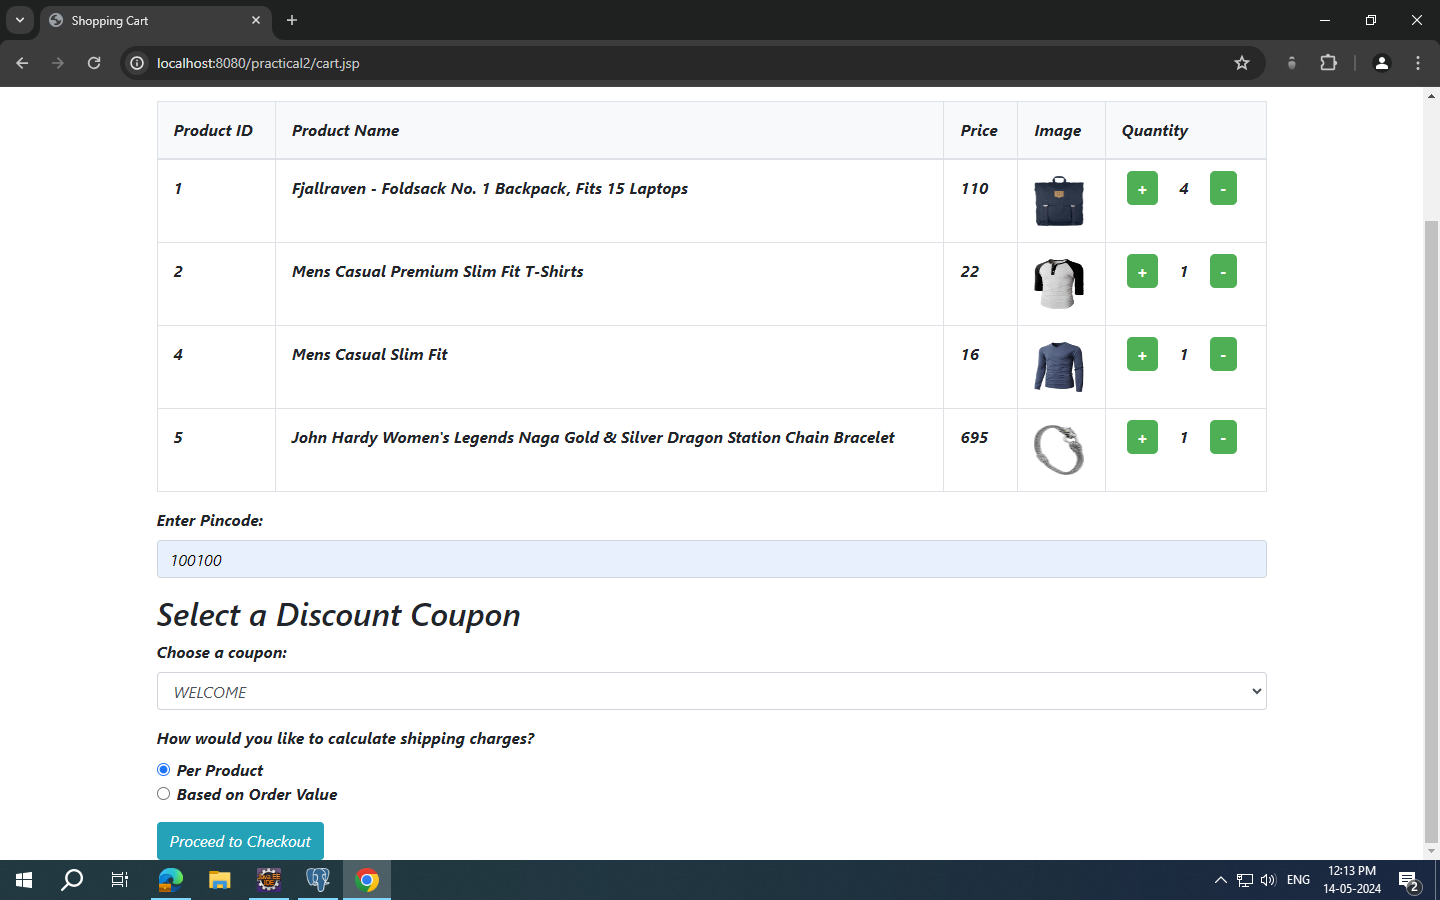 Shopping Cart
localhost:8080/practical2/cart.jsp
Product ID Product Name Price Image Quantity
1 Fjallraven - Foldsack No. 1 Backpack, Fits 15 Laptops 110 + 4 -
2 Mens Casual Premium Slim Fit T-Shirts 22 + 1 -
4 Mens Casual Slim Fit 16 + 1 -
5 John Hardy Women's Legends Naga Gold & Silver Dragon Station Chain Bracelet 695 + 1 -
Enter Pincode:
100100
Select a Discount Coupon
Choose a coupon:
WELCOME
How would you like to calculate shipping charges?
Per Product
Based on Order Value
Proceed to Checkout
Java EE
IDE
ENG
12:13 PM
14-05-2024
2